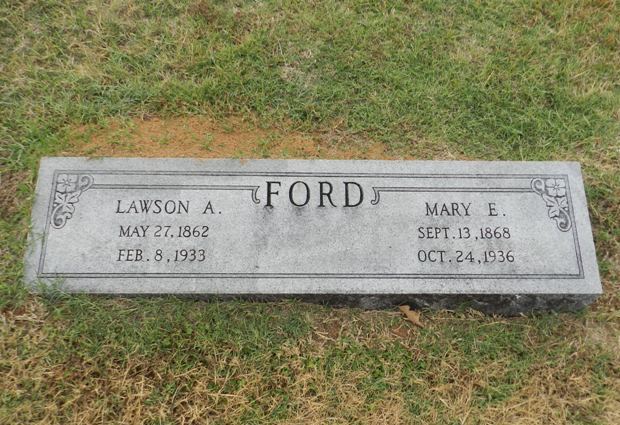 FORD
LAWSON A.
MAY 27, 1862
FEB. 8, 1933
MARY E.
SEPT. 13, 1868
OCT. 24, 1936